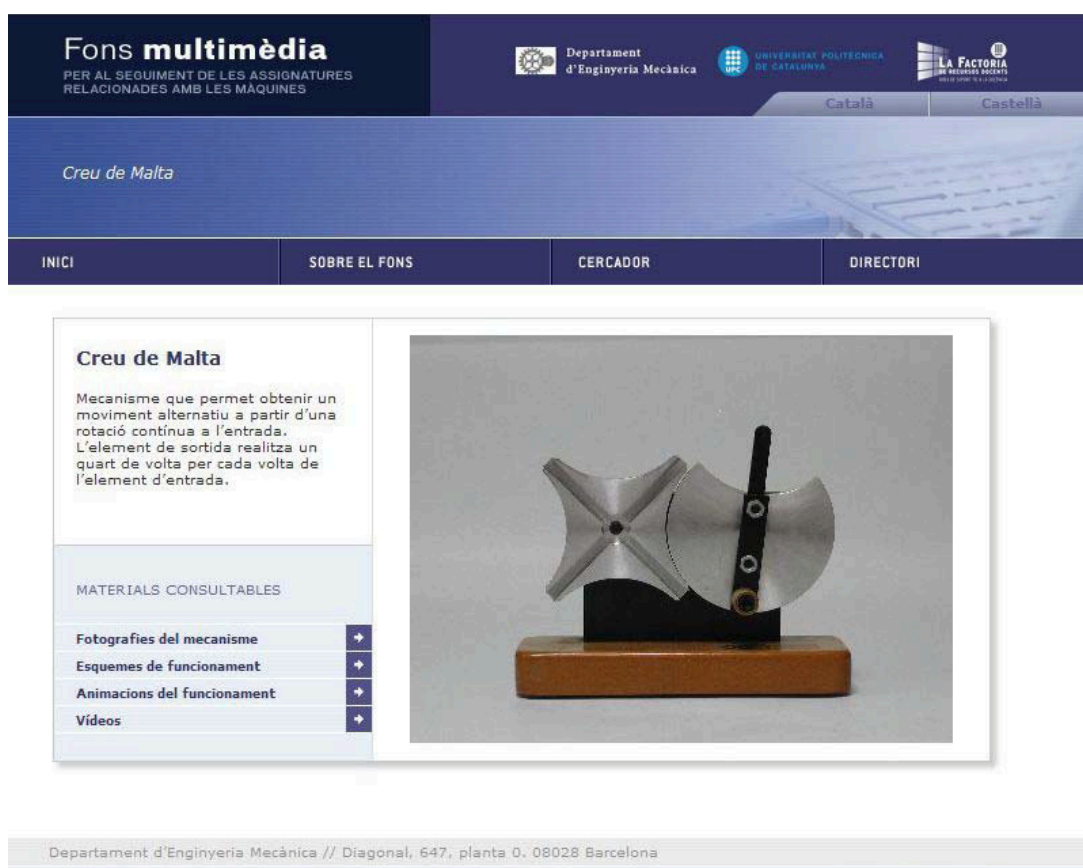 Fons multimèdia
PER AL SEGUIMENT DE LES ASSIGNATURES
RELACIONADES AMB LES MÀQUINES
Departament
d'Enginyeria Mecànica
UPC
UNIVERSITAT POLITÈCNICA
DE CATALUNYA
LA FACTORIA
DE RECURSOS DOCENTS
Català
Castellà
Creu de Malta
INICI
SOBRE EL FONS
CERCADOR
DIRECTORI
Creu de Malta
Mecanisme que permet obtenir un
moviment alternatiu a partir d'una
rotació contínua a l'entrada.
L'element de sortida realitza un
quart de volta per cada volta de
l'element d'entrada.
MATERIALS CONSULTABLES
Fotografies del mecanisme
Esquemes de funcionament
Animacions del funcionament
Vídeos
Departament d'Enginyeria Mecànica // Diagonal, 647, planta 0. 08028 Barcelona